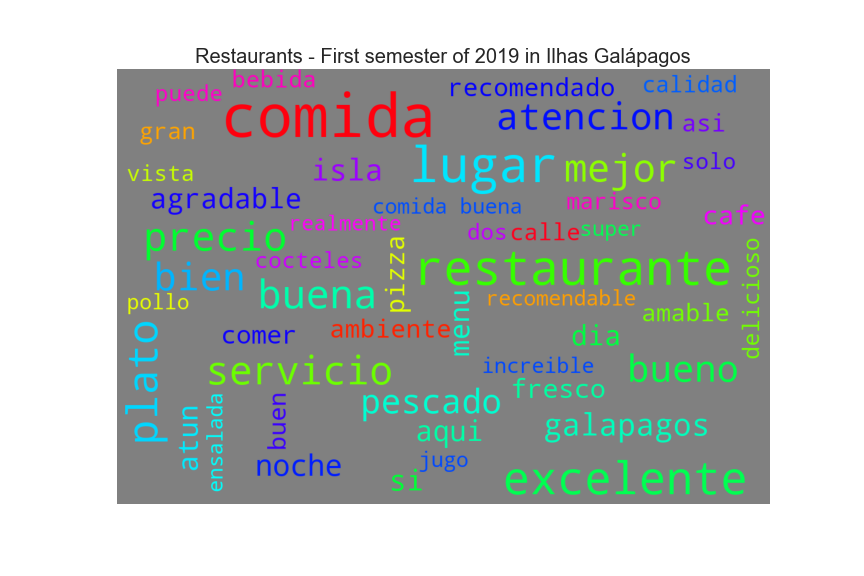 Restaurants - First semester of 2019 in Ilhas Galápagos
bebida
puede
recomendado
calidad
comida
atencion
asi
gran
lugar
mejor
solo
isla
vista
agradable
comida buena
marisco
cafe
realmente
precio
dos
calle
super
cocteles
pizza
restaurante
delicioso
bien
buena
recomendable
pollo
menu
amable
comer
ambiente
dia
plato
servicio
increible
bueno
fresco
pescado
atun
ensalada
buen
aqui
galapagos
noche
jugo
si
excelente